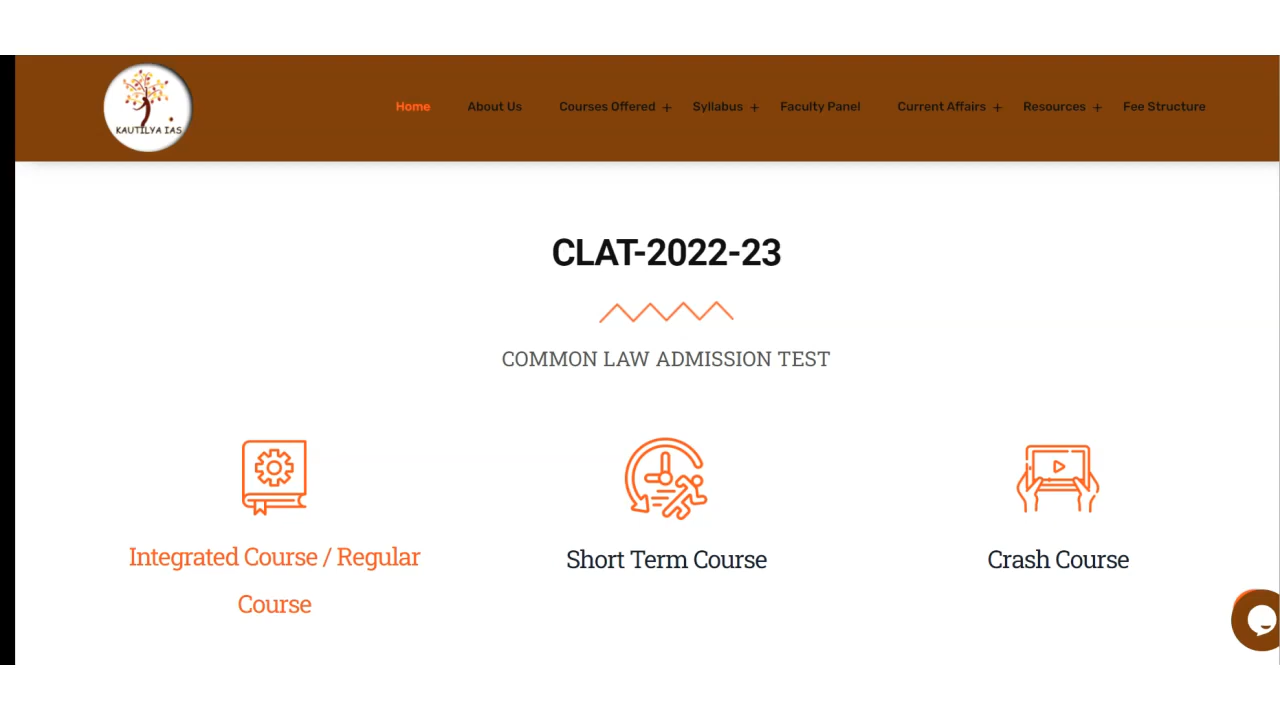 KAUTILYA IAS
Home About Us Courses Offered + Syllabus + Faculty Panel Current Affairs + Resources + Fee Structure
CLAT-2022-23
COMMON LAW ADMISSION TEST
Integrated Course / Regular
Course
Short Term Course
Crash Course